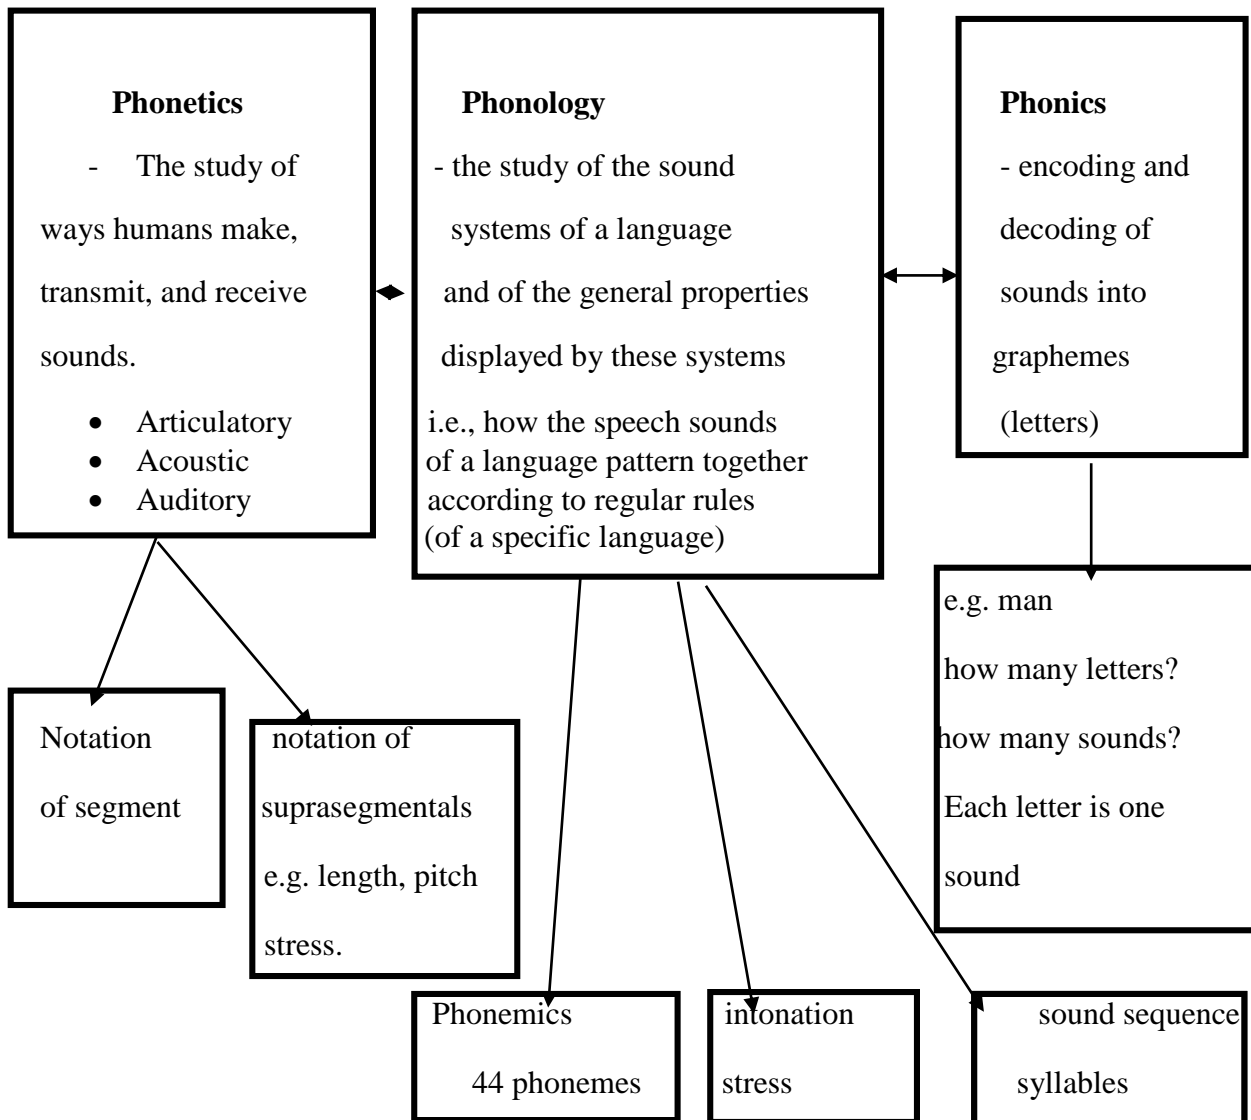 Phonetics
- The study of
ways humans make,
transmit, and receive
sounds.
• Articulatory
• Acoustic
• Auditory
Phonology
- the study of the sound
systems of a language
and of the general properties
displayed by these systems
i.e., how the speech sounds
of a language pattern together
according to regular rules
(of a specific language)
Phonics
- encoding and
decoding of
sounds into
graphemes
(letters)
Notation
of segment
notation of
suprasegmentals
e.g. length, pitch
stress.
e.g. man
how many letters?
how many sounds?
Each letter is one
sound
Phonemics
44 phonemes
intonation
stress
sound sequence
syllables